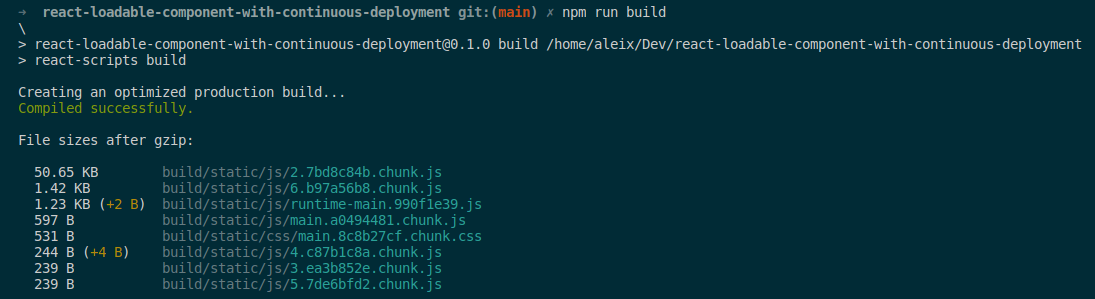 ➜  react-loadable-component-with-continuous-deployment git:(main) ✗ npm run build
\
> react-loadable-component-with-continuous-deployment@0.1.0 build /home/aleix/Dev/react-loadable-component-with-continuous-deployment
> react-scripts build
Creating an optimized production build...
Compiled successfully.
File sizes after gzip:
50.65 KB        build/static/js/2.7bd8c84b.chunk.js
1.42 KB         build/static/js/6.b97a56b8.chunk.js
1.23 KB (+2 B)  build/static/js/runtime-main.990f1e39.js
597 B           build/static/js/main.a0494481.chunk.js
531 B           build/static/css/main.8c8b27cf.chunk.css
244 B (+4 B)    build/static/js/4.c87b1c8a.chunk.js
239 B           build/static/js/3.ea3b852e.chunk.js
239 B           build/static/js/5.7de6bfd2.chunk.js